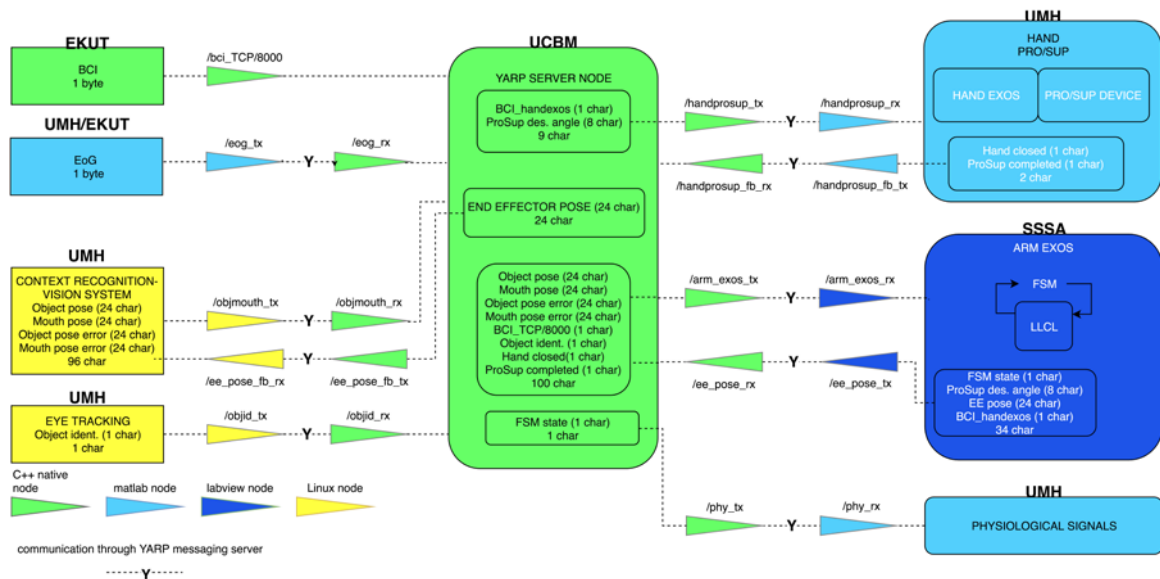 EKUT
BCI
1 byte
/bci_TCP/8000
UMH/EKUT
EoG
1 byte
/eog_tx
Y
/eog_rx
UMH
CONTEXT RECOGNITION-
VISION SYSTEM
Object pose (24 char)
Mouth pose (24 char)
Object pose error (24 char)
Mouth pose error (24 char)
96 char
/objmouth_tx
Y
/objmouth_rx
Y
/ee_pose_fb_rx
/ee_pose_fb_tx
UMH
EYE TRACKING
Object ident. (1 char)
1 char
/objid_tx
Y
/objid_rx
C++ native
node
matlab node
labview node
Linux node
communication through YARP messaging server
Y
UCBM
YARP SERVER NODE
BCI_handexos (1 char)
ProSup des. angle (8 char)
9 char
END EFFECTOR POSE (24 char)
24 char
Object pose (24 char)
Mouth pose (24 char)
Object pose error (24 char)
Mouth pose error (24 char)
BCI_TCP/8000 (1 char)
Object ident. (1 char)
Hand closed(1 char)
ProSup completed (1 char)
100 char
FSM state (1 char)
1 char
/handprosup_tx
Y
/handprosup_rx
Y
/handprosup_fb_rx
/handprosup_fb_tx
/arm_exos_tx
Y
/arm_exos_rx
Y
/ee_pose_rx
/ee_pose_tx
/phy_tx
Y
/phy_rx
UMH
HAND
PRO/SUP
HAND EXOS
PRO/SUP DEVICE
Hand closed (1 char)
ProSup completed (1 char)
2 char
SSSA
ARM EXOS
FSM
LLCL
FSM state (1 char)
ProSup des. angle (8 char)
EE pose (24 char)
BCI_handexos (1 char)
34 char
UMH
PHYSIOLOGICAL SIGNALS